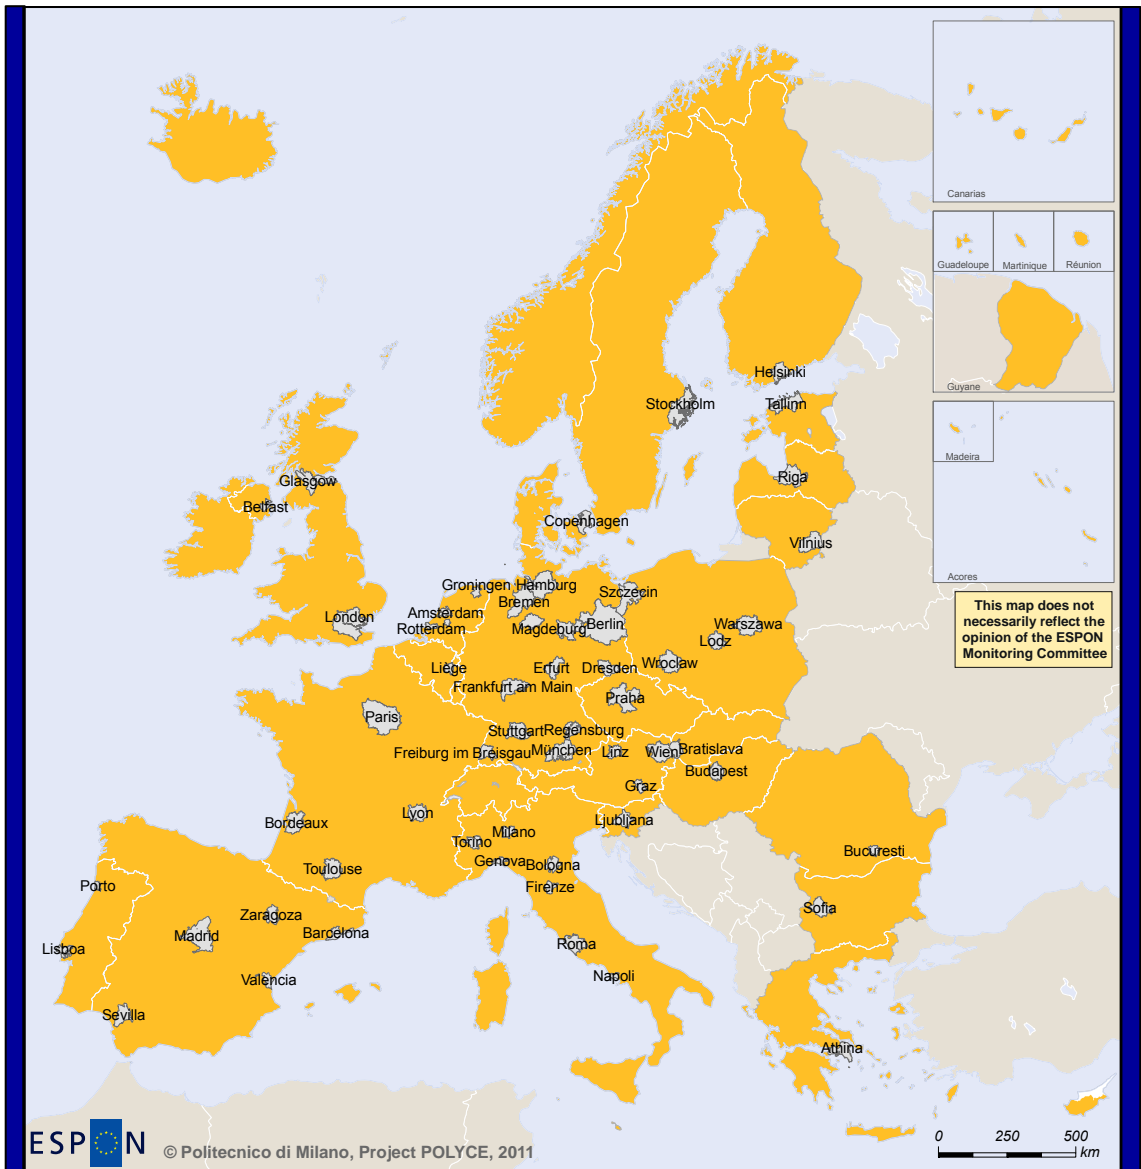 Canarias
Guadeloupe
Martinique
Réunion
Guyane
Madeira
Acores
This map does not
necessarily reflect the
opinion of the ESPON
Monitoring Committee
Helsinki
Stockholm
Tallinn
Riga
Glasgow
Belfast
Copenhagen
Vilnius
Groningen
Hamburg
Szczecin
Bremen
Amsterdam
London
Rotterdam
Magdeburg
Berlin
Warszawa
Lodz
Liège
Erfurt
Dresden
Wroclaw
Frankfurt am Main
Praha
Paris
Stuttgart
Regensburg
Freiburg im Breisgau
München
Linz
Wien
Bratislava
Budapest
Graz
Lyon
Bordeaux
Ljubljana
Milano
Torino
Genova
Bologna
Bucuresti
Toulouse
Firenze
Porto
Zaragoza
Sofia
Barcelona
Madrid
Lisboa
Roma
Napoli
València
Sevilla
Athina
ESPON
© Politecnico di Milano, Project POLYCE, 2011
0 250 500
km